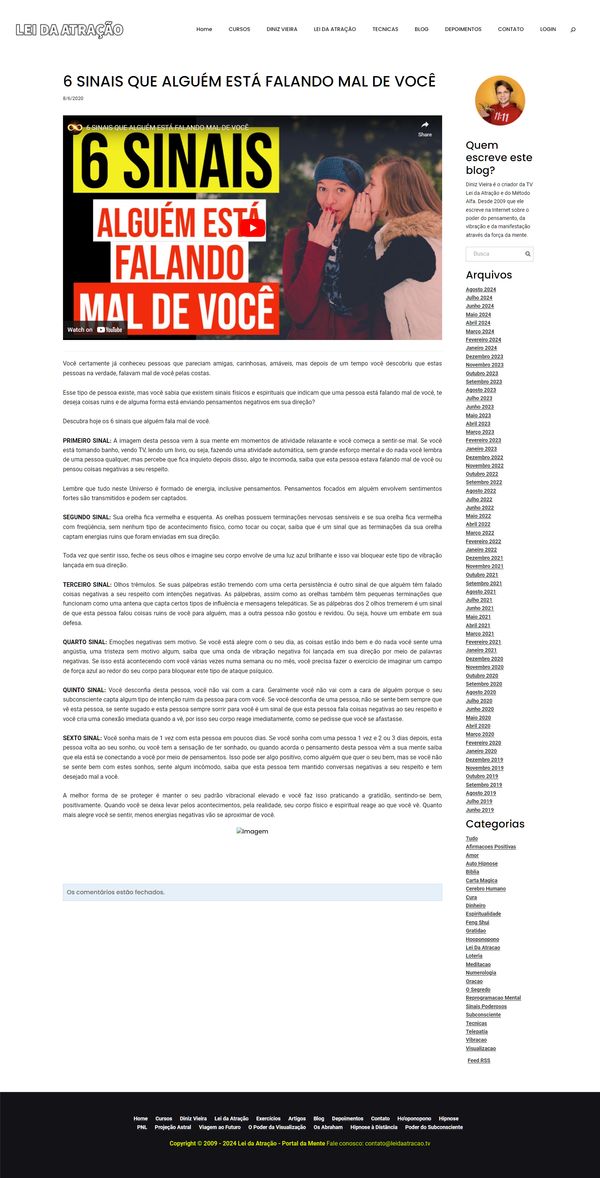 LEI DA ATRAÇÃO
Home CURSOS DINIZ VIEIRA LEI DA ATRAÇÃO TECNICAS BLOG DEPOIMENTOS CONTATO LOGIN
6 SINAIS QUE ALGUÉM ESTÁ FALANDO MAL DE VOCÊ
8/6/2020
6 SINAIS QUE ALGUÉM ESTÁ FALANDO MAL DE VOCÊ
Share
6 SINAIS
ALGUÉM ESTÁ
FALANDO
MAL DE VOCÊ
Watch on YouTube
Você certamente já conheceu pessoas que pareciam amigas, carinhosas, amáveis, mas depois de um tempo você descobriu que estas
pessoas na verdade, falavam mal de você pelas costas.
Esse tipo de pessoa existe, mas você sabia que existem sinais físicos e espirituais que indicam que uma pessoa está falando mal de você, te
deseja coisas ruins e de alguma forma está enviando pensamentos negativos em sua direção?
Descubra hoje os 6 sinais que alguém fala mal de você.
PRIMEIRO SINAL: A imagem desta pessoa vem à sua mente em momentos de atividade relaxante e você começa a sentir-se mal. Se você
está tomando banho, vendo TV, lendo um livro, ou seja, fazendo uma atividade automática, sem grande esforço mental e do nada você lembra
de uma pessoa qualquer, mas percebe que fica inquieto depois disso, algo te incomoda, saiba que esta pessoa estava falando mal de você ou
pensou coisas negativas a seu respeito.
Lembre que tudo neste Universo é formado de energia, inclusive pensamentos. Pensamentos focados em alguém envolvem sentimentos
fortes são transmitidos e podem ser captados.
SEGUNDO SINAL: Sua orelha fica vermelha e esquenta. As orelhas possuem terminações nervosas sensíveis e se sua orelha fica vermelha
com freqüência, sem nenhum tipo de acontecimento físico, como tocar ou coçar, saiba que é um sinal que as terminações da sua orelha
captam energias ruins que foram enviadas em sua direção.
Toda vez que sentir isso, feche os seus olhos e imagine seu corpo envolve de uma luz azul brilhante e isso vai bloquear este tipo de vibração
lançada em sua direção.
TERCEIRO SINAL: Olhos trêmulos. Se suas pálpebras estão tremendo com uma certa persistência é outro sinal de que alguém têm falado
coisas negativas a seu respeito com intenções negativas. As pálpebras, assim como as orelhas também têm pequenas terminações que
funcionam como uma antena que capta certos tipos de influência e mensagens telepáticas. Se as pálpebras dos 2 olhos tremerem é um sinal
de que esta pessoa falou coisas ruins de você para alguém, mas a outra pessoa não gostou e revidou. Ou seja, houve um embate em sua
defesa.
QUARTO SINAL: Emoções negativas sem motivo. Se você está alegre com o seu dia, as coisas estão indo bem e do nada você sente uma
angústia, uma tristeza sem motivo algum, saiba que uma onda de vibração negativa foi lançada em sua direção por meio de palavras
negativas. Se isso está acontecendo com você várias vezes numa semana ou no mês, você precisa fazer o exercício de imaginar um campo
de força azul ao redor do seu corpo para bloquear este tipo de ataque psíquico.
QUINTO SINAL: Você desconfia desta pessoa, você não vai com a cara. Geralmente você não vai com a cara de alguém porque o seu
subconsciente capta algum tipo de intenção ruim da pessoa para com você. Se você desconfia de uma pessoa, não se sente bem sempre que
vê esta pessoa, se sente sugado e esta pessoa sempre sorrir para você é um sinal de que esta pessoa fala coisas negativas ao seu respeito e
você cria uma conexão imediata quando a vê, por isso seu corpo reage imediatamente, como se pedisse que você se afastasse.
SEXTO SINAL: Você sonha mais de 1 vez com esta pessoa em poucos dias. Se você sonha com uma pessoa 1 vez e 2 ou 3 dias depois, esta
pessoa volta ao seu sonho, ou você tem a sensação de ter sonhado, ou quando acorda o pensamento desta pessoa vêm a sua mente saiba
que ela está se conectando a você por meio de pensamentos. Isso pode ser algo positivo, como alguém que quer o seu bem, mas se você não
se sente bem com estes sonhos, sente algum incômodo, saiba que esta pessoa tem mantido conversas negativas a seu respeito e tem
desejado mal a você.
A melhor forma de se proteger é manter o seu padrão vibracional elevado e você faz isso praticando a gratidão, sentindo-se bem,
positivamente. Quando você se deixa levar pelos acontecimentos, pela realidade, seu corpo físico e espiritual reage ao que você vê. Quanto
mais alegre você se sentir, menos energias negativas vão se aproximar de você.
Imagem
Os comentários estão fechados.
11:11
Quem
escreve este
blog?
Diniz Vieira é o criador da TV
Lei da Atração e do Método
Alfa. Desde 2009 que ele
escreve na Internet sobre o
poder do pensamento, da
vibração e da manifestação
através da força da mente.
Busca
Arquivos
Agosto 2024
Julho 2024
Junho 2024
Maio 2024
Abril 2024
Março 2024
Fevereiro 2024
Janeiro 2024
Dezembro 2023
Novembro 2023
Outubro 2023
Setembro 2023
Agosto 2023
Julho 2023
Junho 2023
Maio 2023
Abril 2023
Março 2023
Fevereiro 2023
Janeiro 2023
Dezembro 2022
Novembro 2022
Outubro 2022
Setembro 2022
Agosto 2022
Julho 2022
Junho 2022
Maio 2022
Abril 2022
Março 2022
Fevereiro 2022
Janeiro 2022
Dezembro 2021
Novembro 2021
Outubro 2021
Setembro 2021
Agosto 2021
Julho 2021
Junho 2021
Maio 2021
Abril 2021
Março 2021
Fevereiro 2021
Janeiro 2021
Dezembro 2020
Novembro 2020
Outubro 2020
Setembro 2020
Agosto 2020
Julho 2020
Junho 2020
Maio 2020
Abril 2020
Março 2020
Fevereiro 2020
Janeiro 2020
Dezembro 2019
Novembro 2019
Outubro 2019
Setembro 2019
Agosto 2019
Julho 2019
Junho 2019
Categorias
Tudo
Afirmacoes Positivas
Amor
Auto Hipnose
Biblia
Carta Magica
Cerebro Humano
Cura
Dinheiro
Espiritualidade
Feng Shui
Gratidao
Hooponopono
Lei Da Atracao
Loteria
Meditacao
Numerologia
Oracao
O Segredo
Reprogramacao Mental
Sinais Poderosos
Subconsciente
Tecnicas
Telepatia
Vibracao
Visualizacao
Feed RSS
Home Cursos Diniz Vieira Lei da Atração Exercícios Artigos Blog Depoimentos Contato Ho'oponopono Hipnose
PNL Projeção Astral Viagem ao Futuro O Poder da Visualização Os Abraham Hipnose à Distância Poder do Subconsciente
Copyright © 2009 - 2024 Lei da Atração - Portal da Mente Fale conosco: contato@leidaatracao.tv